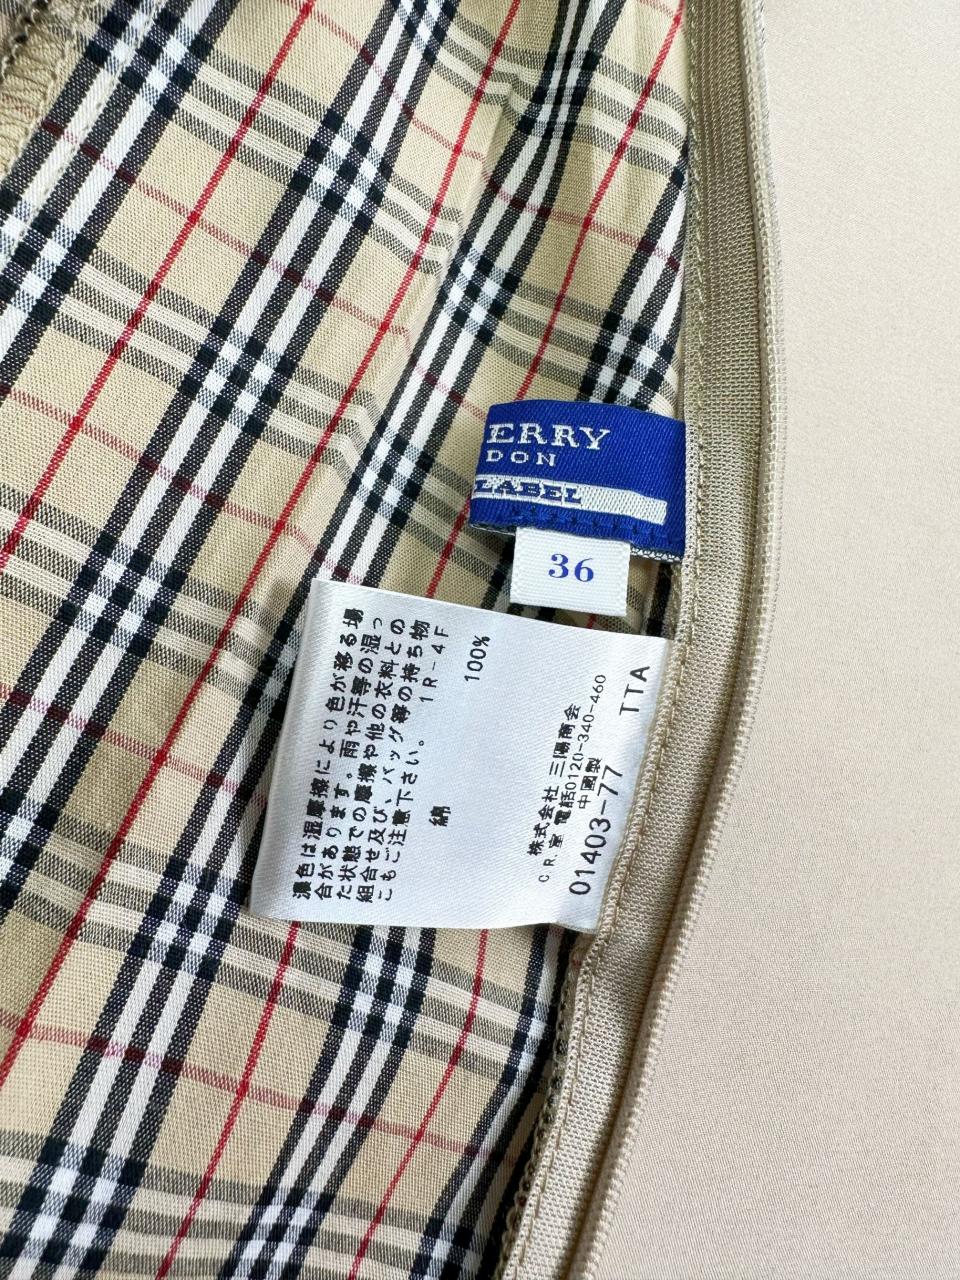 ERRY
DON
LABEL
36
濃色は湿摩擦により色が移る場
合があります。雨や汗等の湿っ
た状態での摩擦や他の衣料との
組合せ及び、バッグ等の持ち物
こもご注意下さい。 1R-4F
綿 100%
株式会社 三陽商会
C.R.室 電話0120-340-460
中國製
01403-77 TTA